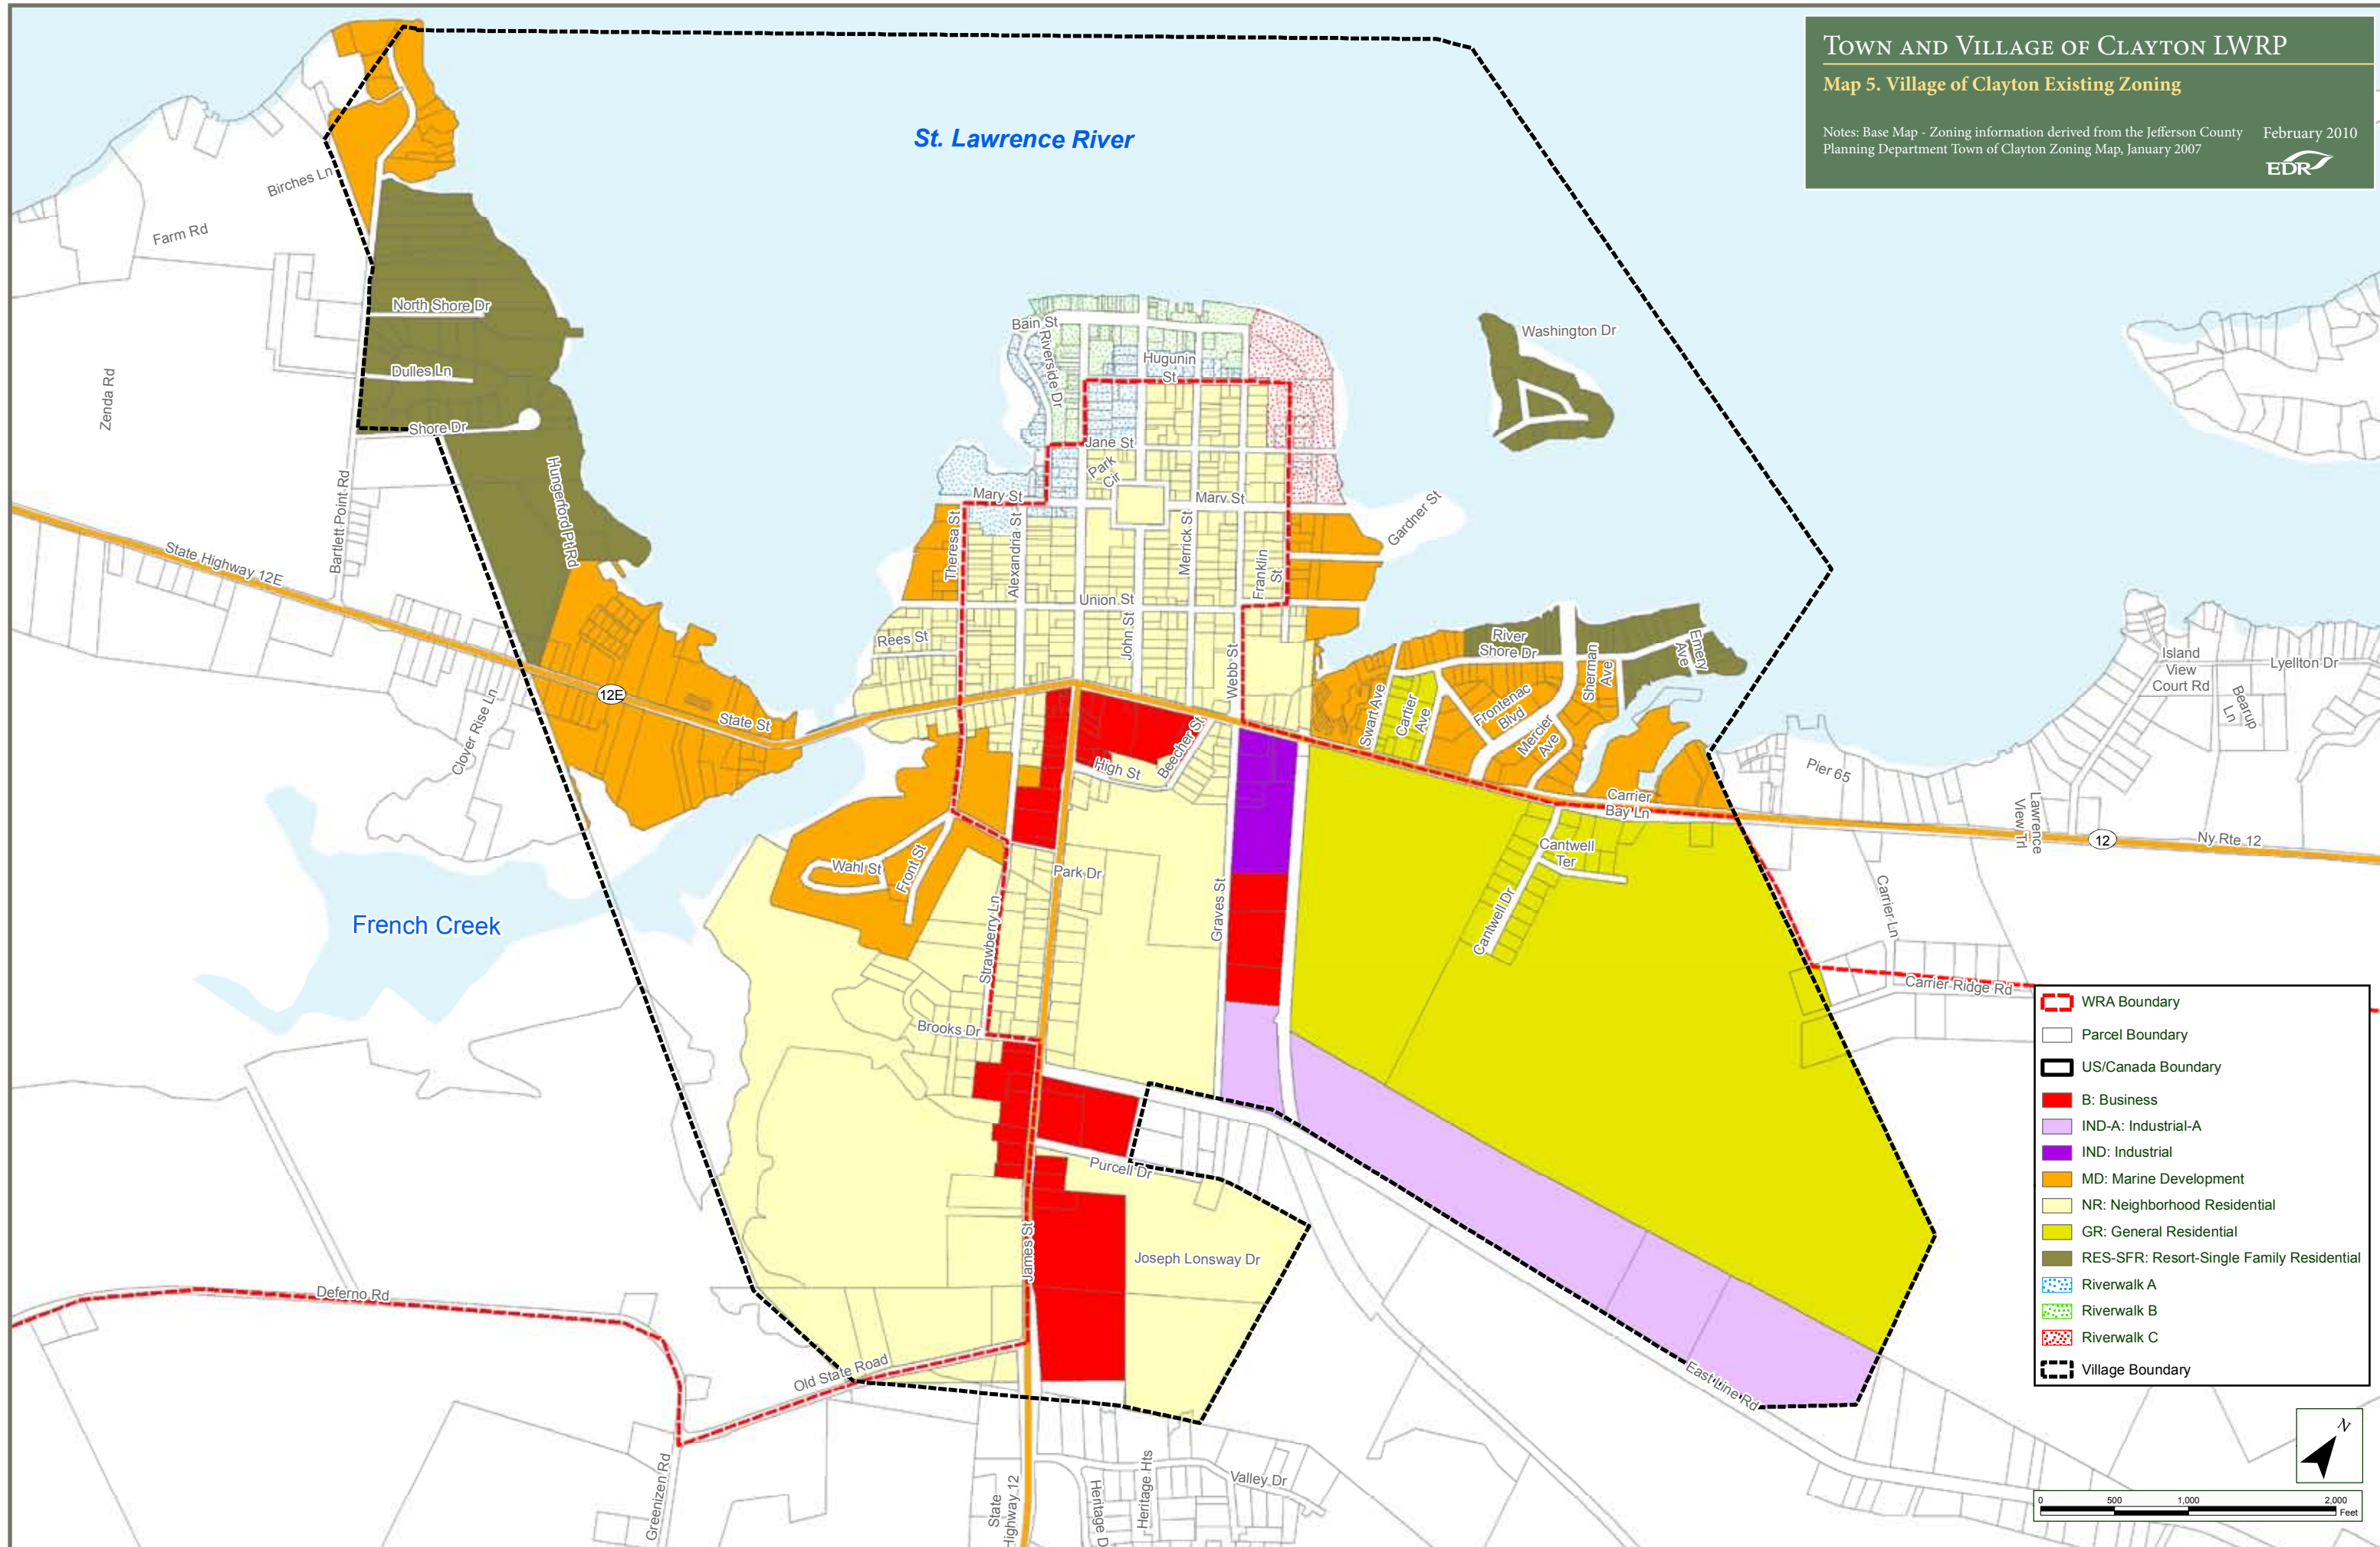 TOWN AND VILLAGE OF CLAYTON LWRP
Map 5. Village of Clayton Existing Zoning
Notes: Base Map - Zoning information derived from the Jefferson County
Planning Department Town of Clayton Zoning Map, January 2007
February 2010
EDR
St. Lawrence River
Birches Ln
Farm Rd
North Shore Dr
Dulles Ln
Zenda Rd
Shore Dr
Hungerford Pt Rd
Bartlett Point Rd
State Highway 12E
12E
State St
Clover Rise Ln
French Creek
Bain St
Riverside Dr
Hugunin
St
Washington Dr
Jane St
Park
Cir
Mary St
Mary St
Gardner St
Theresa St
Alexandria St
Merrick St
Franklin
St
Union St
John St
Rees St
Webb St
River
Shore Dr
Emery
Ave
Sherman
Ave
Swart Ave
Cartier
Ave
Frontenac
Blvd
Mercier
Ave
Beecher St
High St
Carrier
Bay Ln
Pier 65
Island
View
Court Rd
Lyellton Dr
Bearup
Ln
Lawrence
View Trl
12
Ny Rte 12
Wahl St
Front St
Park Dr
Strawberry Ln
Graves St
Cantwell
Ter
Cantwell Dr
Carrier Ln
Carrier Ridge Rd
Brooks Dr
Purcell Dr
James St
Joseph Lonsway Dr
Deferno Rd
Old State Road
East Line Rd
Greenizen Rd
State
Highway 12
Heritage D
Heritage Hts
Valley Dr
WRA Boundary
Parcel Boundary
US/Canada Boundary
B: Business
IND-A: Industrial-A
IND: Industrial
MD: Marine Development
NR: Neighborhood Residential
GR: General Residential
RES-SFR: Resort-Single Family Residential
Riverwalk A
Riverwalk B
Riverwalk C
Village Boundary
N
0 500 1,000 2,000
Feet